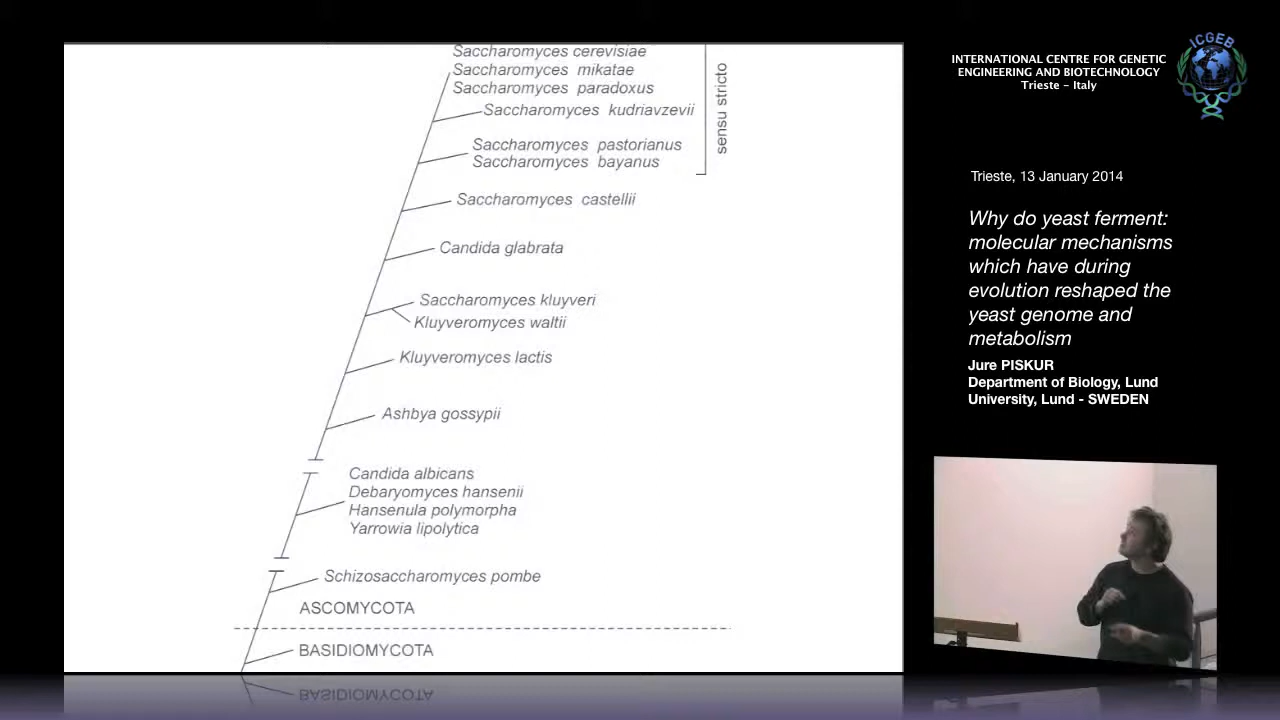 Saccharomyces cerevisiae
Saccharomyces mikatae
Saccharomyces paradoxus
Saccharomyces kudriavzevii
Saccharomyces pastorianus
Saccharomyces bayanus
sensu stricto
Saccharomyces castellii
Candida glabrata
Saccharomyces kluyveri
Kluyveromyces waltii
Kluyveromyces lactis
Ashbya gossypii
Candida albicans
Debaryomyces hansenii
Hansenula polymorpha
Yarrowia lipolytica
Schizosaccharomyces pombe
ASCOMYCOTA
BASIDIOMYCOTA
INTERNATIONAL CENTRE FOR GENETIC
ENGINEERING AND BIOTECHNOLOGY
Trieste - Italy
ICGEB
Trieste, 13 January 2014
Why do yeast ferment:
molecular mechanisms
which have during
evolution reshaped the
yeast genome and
metabolism
Jure PISKUR
Department of Biology, Lund
University, Lund - SWEDEN